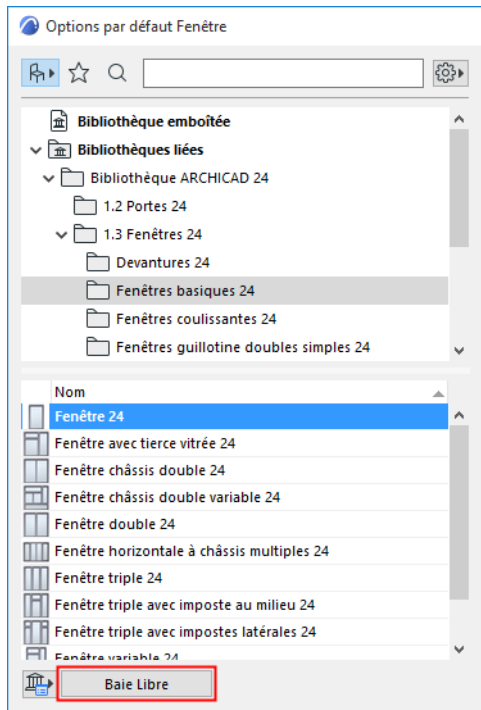 Options par défaut Fenêtre
Bibliothèque emboîtée
Bibliothèques liées
Bibliothèque ARCHICAD 24
1.2 Portes 24
1.3 Fenêtres 24
Devantures 24
Fenêtres basiques 24
Fenêtres coulissantes 24
Fenêtres guillotine doubles simples 24
Nom
Fenêtre 24
Fenêtre avec tierce vitrée 24
Fenêtre châssis double 24
Fenêtre châssis double variable 24
Fenêtre double 24
Fenêtre horizontale à châssis multiples 24
Fenêtre triple 24
Fenêtre triple avec imposte au milieu 24
Fenêtre triple avec impostes latérales 24
Fenêtre variable 24
Baie Libre